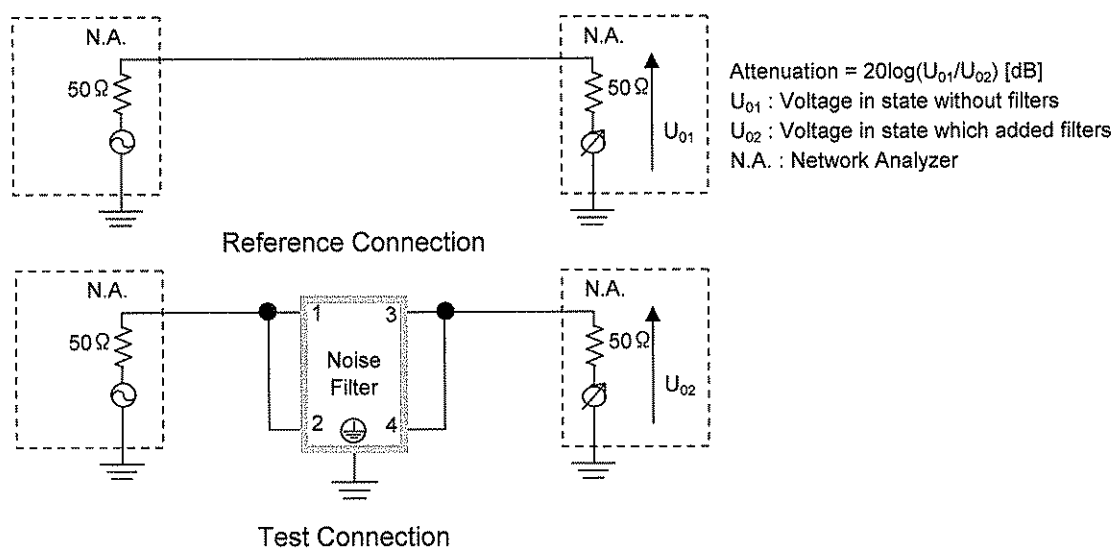 N.A.
50Ω
N.A.
50Ω
U01
Attenuation = 20log(U01/U02) [dB]
U01 : Voltage in state without filters
U02 : Voltage in state which added filters
N.A. : Network Analyzer
Reference Connection
N.A.
50Ω
1 3
Noise
Filter
2 4
N.A.
50Ω
U02
Test Connection